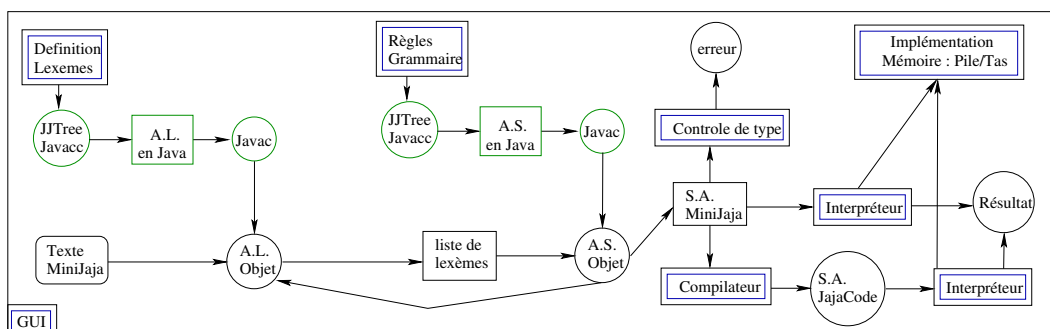 Definition
Lexemes
Règles
Grammaire
erreur
Implémentation
Mémoire : Pile/Tas
JJTree
Javacc
A.L.
en Java
Javac
JJTree
Javacc
A.S.
en Java
Javac
Controle de type
S.A.
MiniJaja
Interpréteur
Résultat
Texte
MiniJaja
A.L.
Objet
liste de
lexèmes
A.S.
Objet
Compilateur
S.A.
JajaCode
Interpréteur
GUI